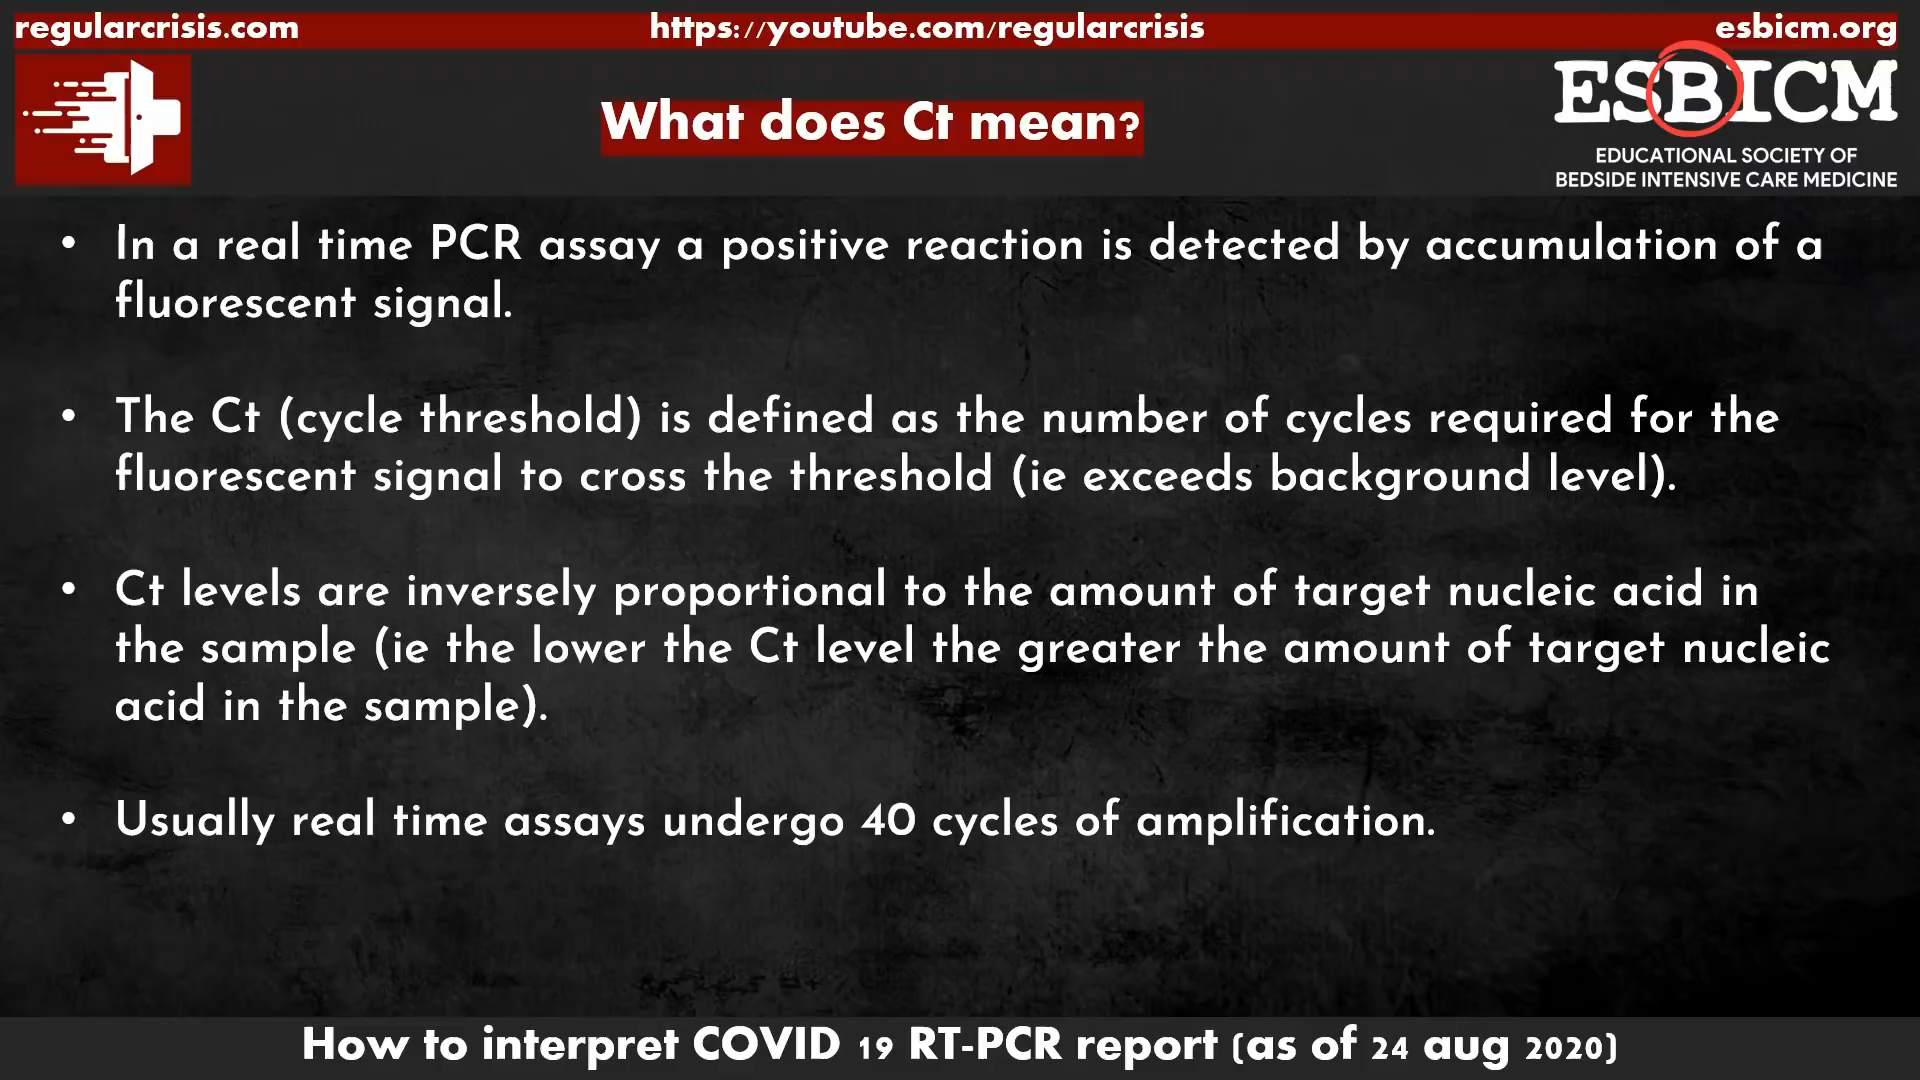 regularcrisis.com https://youtube.com/regularcrisis esbicm.org
What does Ct mean?
ESBICM
EDUCATIONAL SOCIETY OF
BEDSIDE INTENSIVE CARE MEDICINE
• In a real time PCR assay a positive reaction is detected by accumulation of a
fluorescent signal.
• The Ct (cycle threshold) is defined as the number of cycles required for the
fluorescent signal to cross the threshold (ie exceeds background level).
• Ct levels are inversely proportional to the amount of target nucleic acid in
the sample (ie the lower the Ct level the greater the amount of target nucleic
acid in the sample).
• Usually real time assays undergo 40 cycles of amplification.
How to interpret COVID 19 RT-PCR report (as of 24 aug 2020)